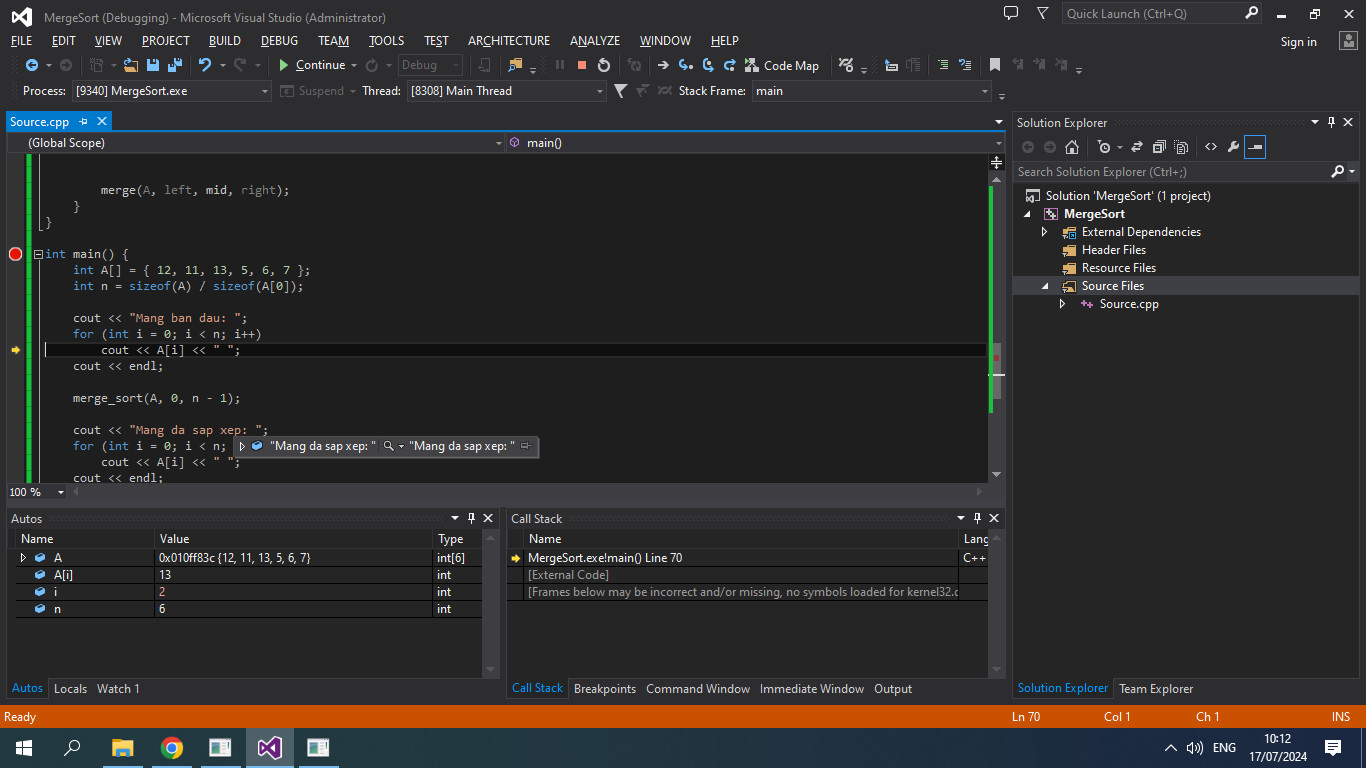 MergeSort (Debugging) - Microsoft Visual Studio (Administrator)
Quick Launch (Ctrl+Q)
FILE EDIT VIEW PROJECT BUILD DEBUG TEAM TOOLS TEST ARCHITECTURE ANALYZE WINDOW HELP
Sign in
Continue Debug Code Map
Process: [9340] MergeSort.exe Suspend Thread: [8308] Main Thread Stack Frame: main
Source.cpp
(Global Scope) main()
merge(A, left, mid, right);
}
}
int main() {
int A[] = { 12, 11, 13, 5, 6, 7 };
int n = sizeof(A) / sizeof(A[0]);
cout << "Mang ban dau: ";
for (int i = 0; i < n; i++)
cout << A[i] << " ";
cout << endl;
merge_sort(A, 0, n - 1);
cout << "Mang da sap xep: ";
for (int i = 0; i < n; "Mang da sap xep: " "Mang da sap xep: "
cout << A[i] << " ";
cout << endl;
100 %
Solution Explorer
Search Solution Explorer (Ctrl+;)
Solution 'MergeSort' (1 project)
MergeSort
External Dependencies
Header Files
Resource Files
Source Files
Source.cpp
Autos
Name Value Type
A 0x010ff83c {12, 11, 13, 5, 6, 7} int[6]
A[i] 13 int
i 2 int
n 6 int
Autos Locals Watch 1
Call Stack
Name Lang
MergeSort.exe!main() Line 70 C++
[External Code]
[Frames below may be incorrect and/or missing, no symbols loaded for kernel32.d
Call Stack Breakpoints Command Window Immediate Window Output
Solution Explorer Team Explorer
Ready Ln 70 Col 1 Ch 1 INS
ENG
10:12
17/07/2024